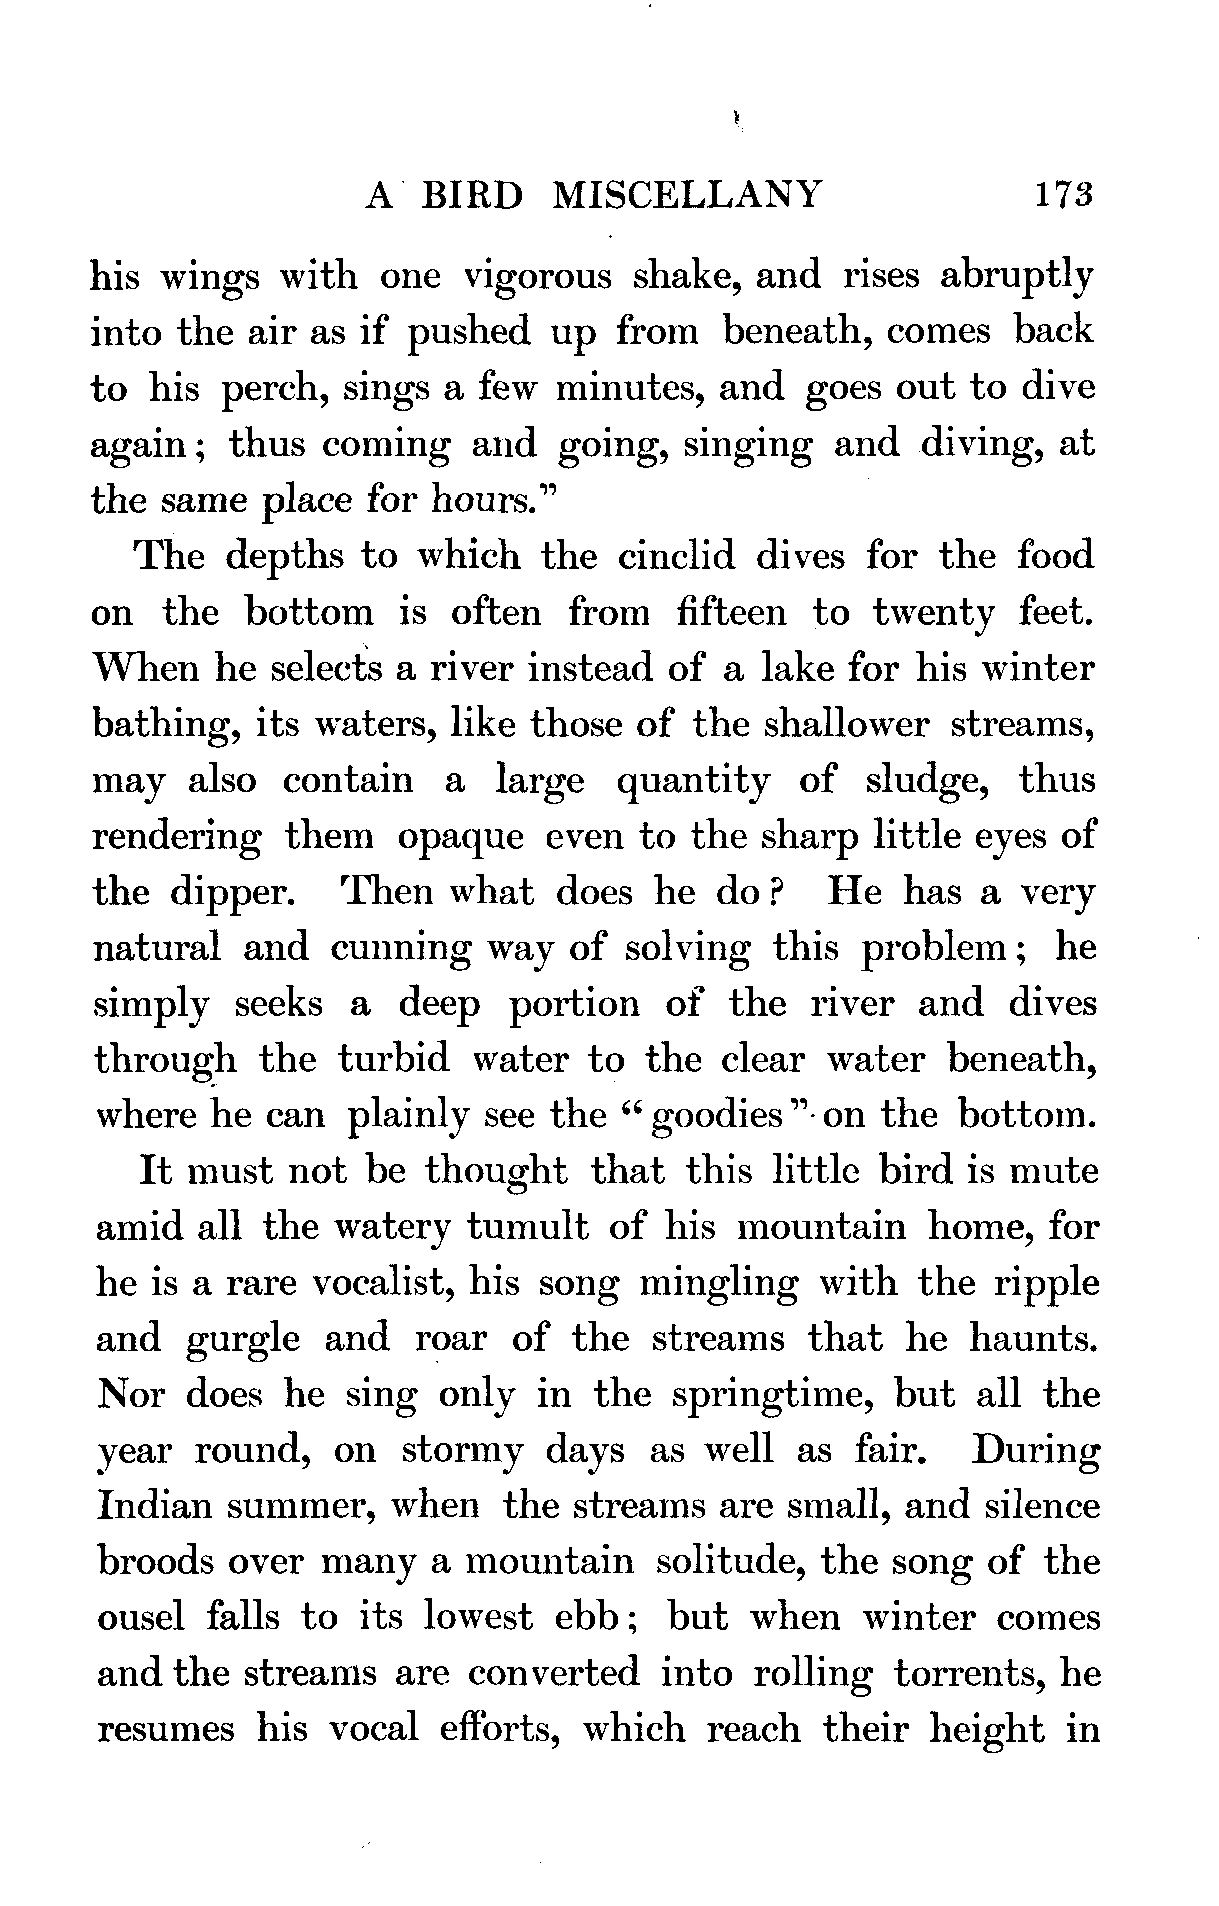 A BIRD MISCELLANY 173
his wings with one vigorous shake, and rises abruptly
into the air as if pushed up from beneath, comes back
to his perch, sings a few minutes, and goes out to dive
again; thus coming and going, singing and diving, at
the same place for hours.”
The depths to which the cinclid dives for the food
on the bottom is often from fifteen to twenty feet.
When he selects a river instead of a lake for his winter
bathing, its waters, like those of the shallower streams,
may also contain a large quantity of sludge, thus
rendering them opaque even to the sharp little eyes of
the dipper. Then what does he do? He has a very
natural and cunning way of solving this problem; he
simply seeks a deep portion of the river and dives
through the turbid water to the clear water beneath,
where he can plainly see the “goodies” on the bottom.
It must not be thought that this little bird is mute
amid all the watery tumult of his mountain home, for
he is a rare vocalist, his song mingling with the ripple
and gurgle and roar of the streams that he haunts.
Nor does he sing only in the springtime, but all the
year round, on stormy days as well as fair. During
Indian summer, when the streams are small, and silence
broods over many a mountain solitude, the song of the
ousel falls to its lowest ebb; but when winter comes
and the streams are converted into rolling torrents, he
resumes his vocal efforts, which reach their height in